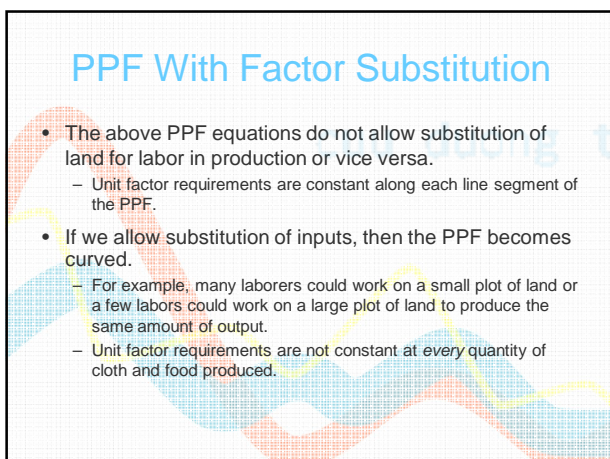 PPF With Factor Substitution
• The above PPF equations do not allow substitution of
land for labor in production or vice versa.
– Unit factor requirements are constant along each line segment of
the PPF.
• If we allow substitution of inputs, then the PPF becomes
curved.
– For example, many laborers could work on a small plot of land or
a few labors could work on a large plot of land to produce the
same amount of output.
– Unit factor requirements are not constant at every quantity of
cloth and food produced.